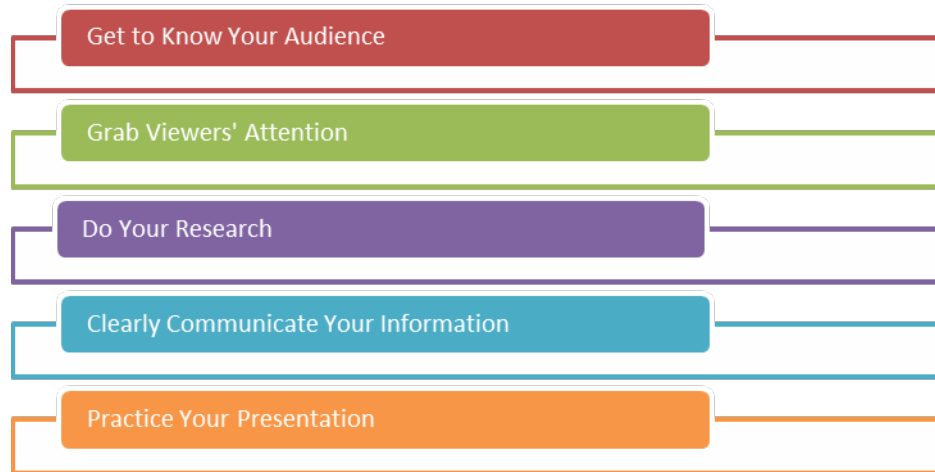 Get to Know Your Audience
Grab Viewers' Attention
Do Your Research
Clearly Communicate Your Information
Practice Your Presentation